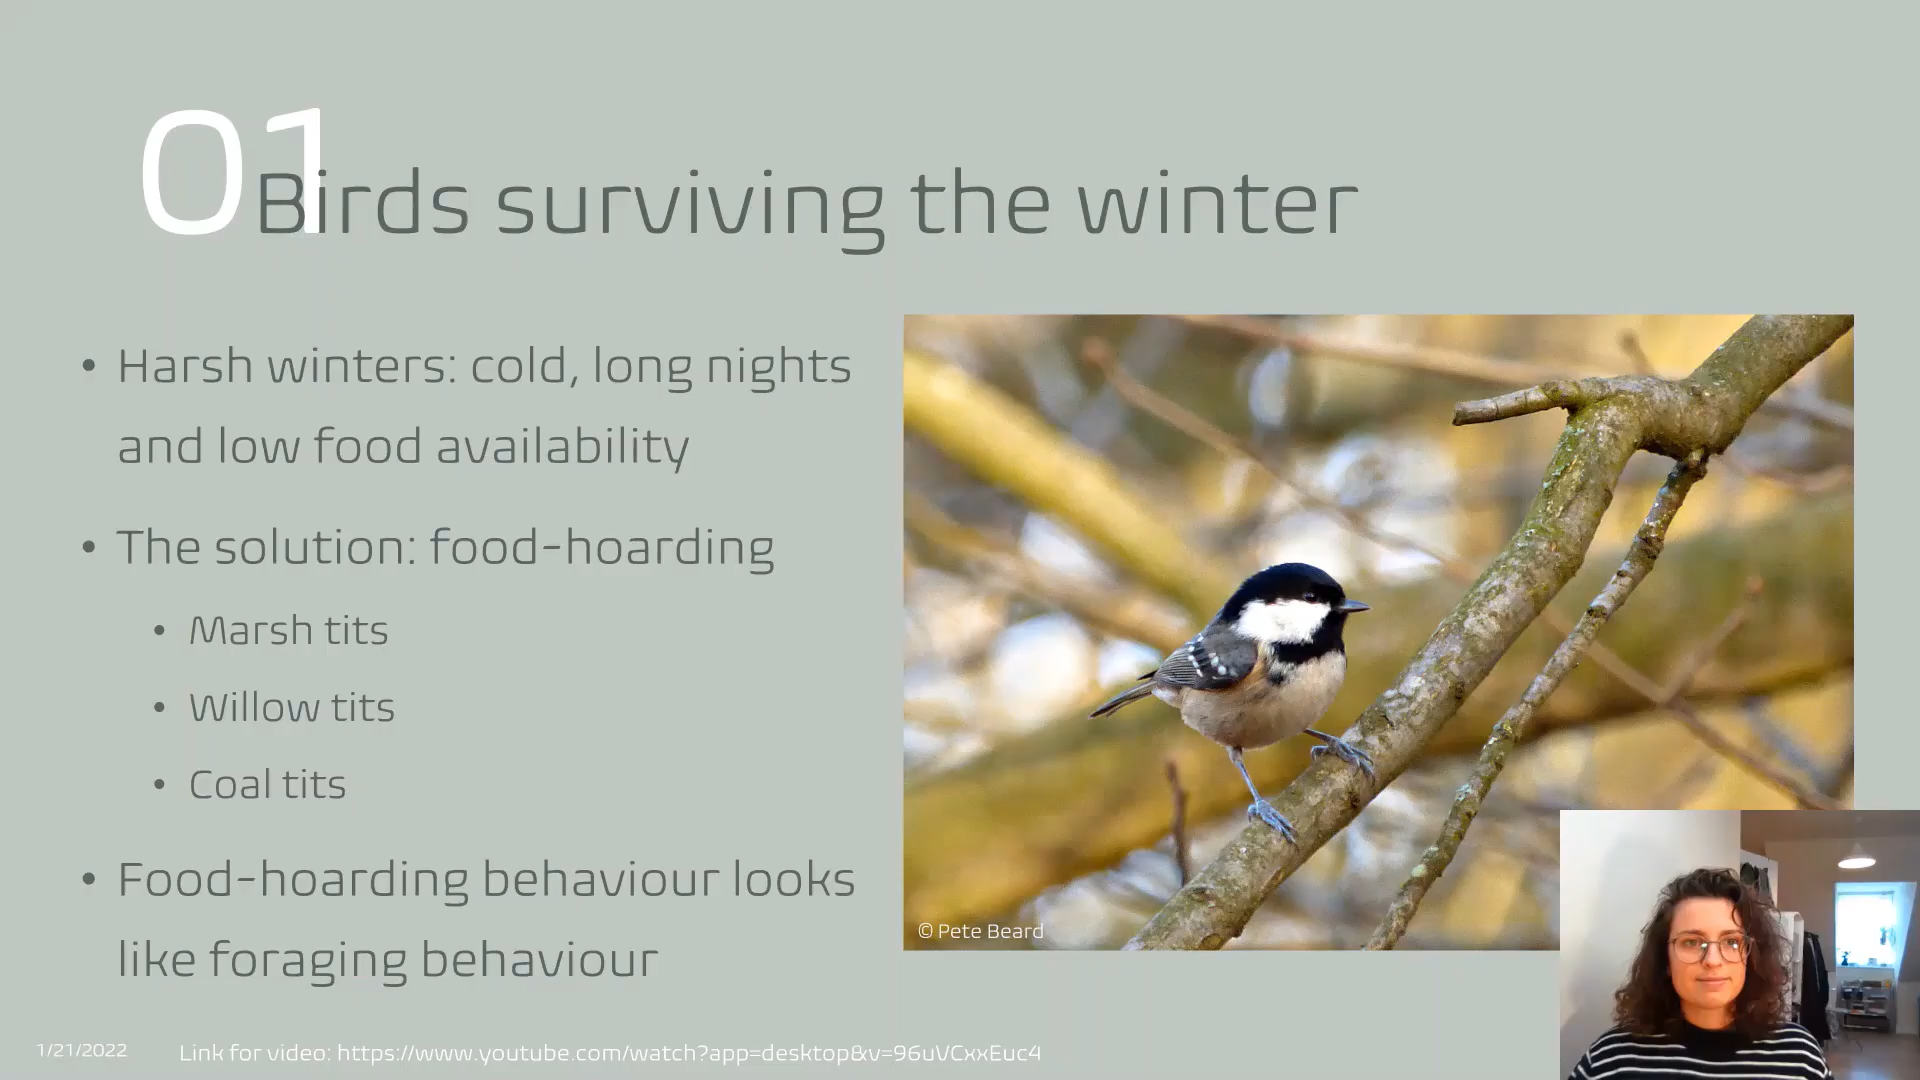 01
Birds surviving the winter
• Harsh winters: cold, long nights
and low food availability
• The solution: food-hoarding
• Marsh tits
• Willow tits
• Coal tits
• Food-hoarding behaviour looks
like foraging behaviour
© Pete Beard
1/21/2022
Link for video: https://www.youtube.com/watch?app=desktop&v=96uVCxxEuc4